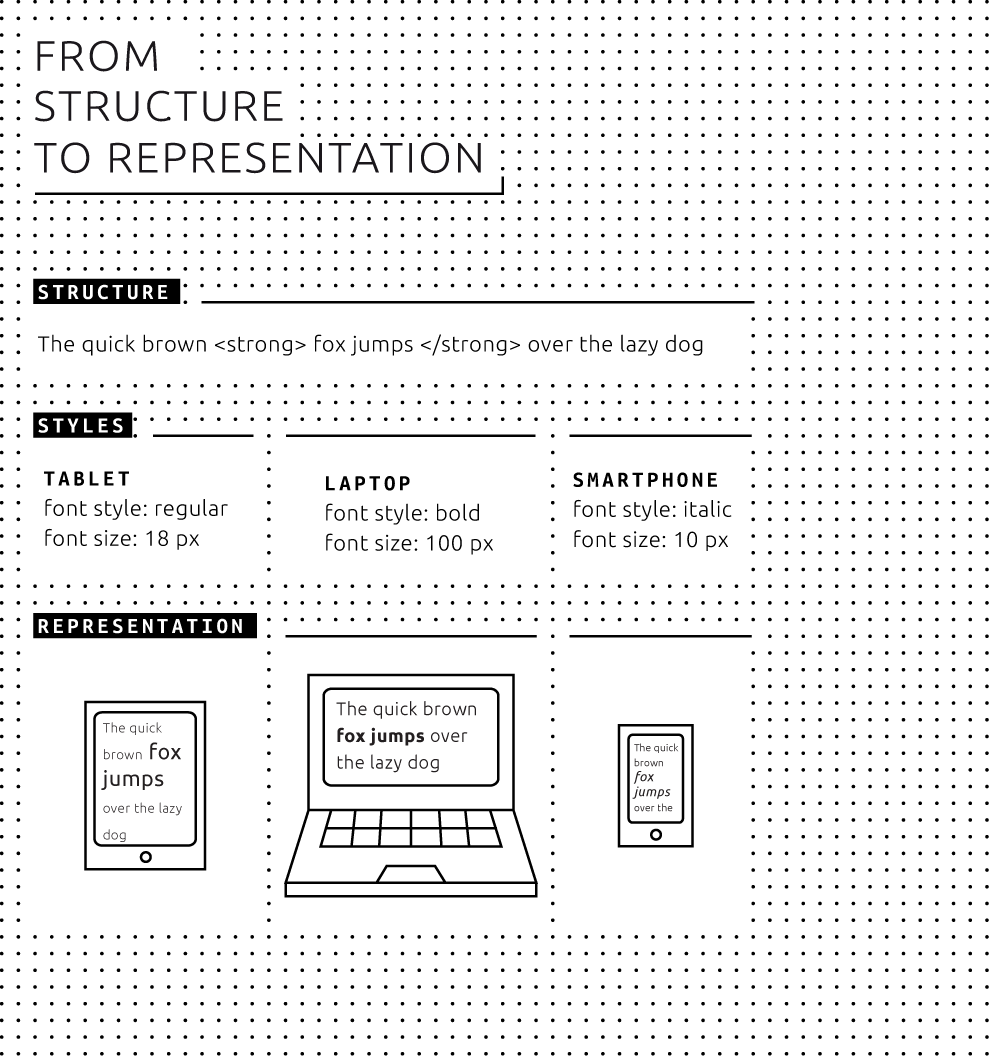 FROM
STRUCTURE
TO REPRESENTATION
STRUCTURE
The quick brown <strong> fox jumps </strong> over the lazy dog
STYLES
TABLET
font style: regular
font size: 18 px
LAPTOP
font style: bold
font size: 100 px
SMARTPHONE
font style: italic
font size: 10 px
REPRESENTATION
The quick
brown fox
jumps
over the lazy
dog
The quick brown
fox jumps over
the lazy dog
The quick
brown
fox
jumps
over the